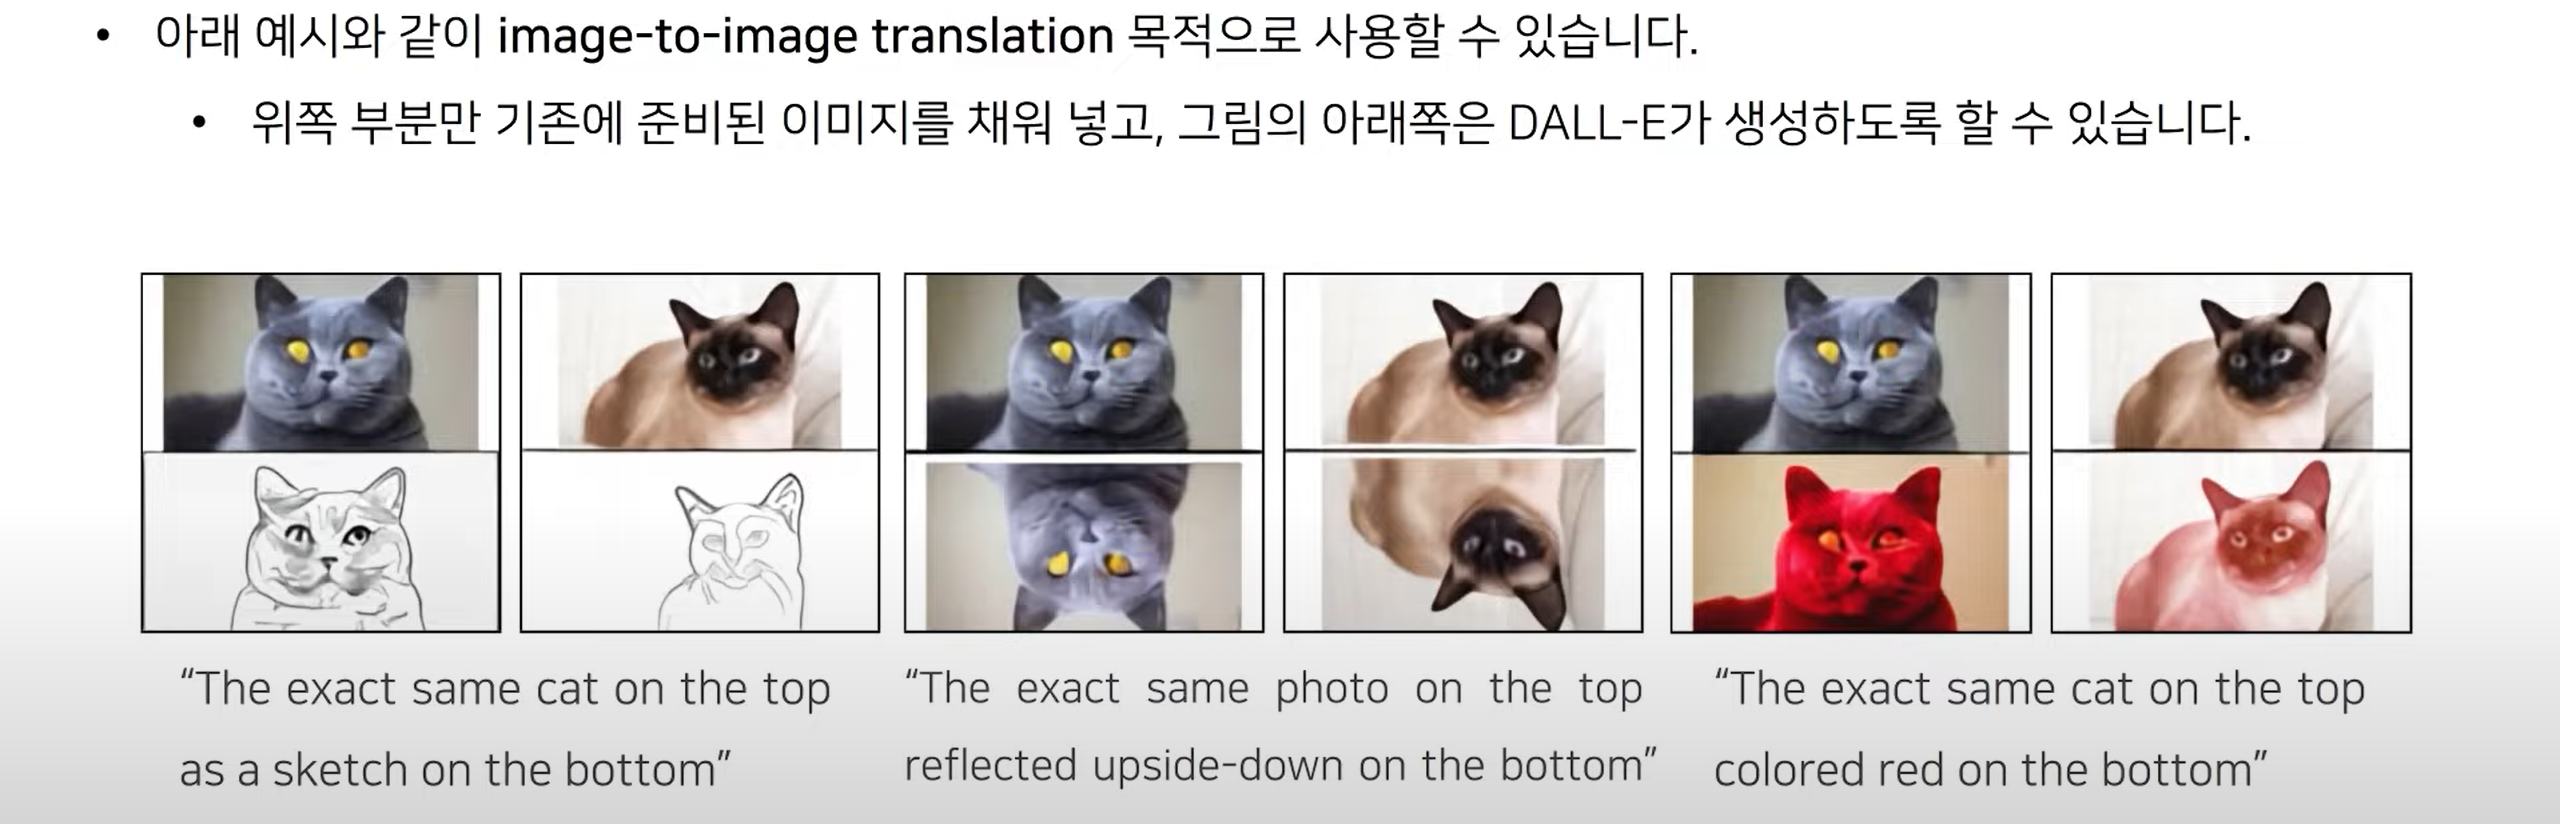 • 아래 예시와 같이 image-to-image translation 목적으로 사용할 수 있습니다.
• 위쪽 부분만 기존에 준비된 이미지를 채워 넣고, 그림의 아래쪽은 DALL-E가 생성하도록 할 수 있습니다.
“The exact same cat on the top
as a sketch on the bottom”
“The exact same photo on the top
reflected upside-down on the bottom”
“The exact same cat on the top
colored red on the bottom”